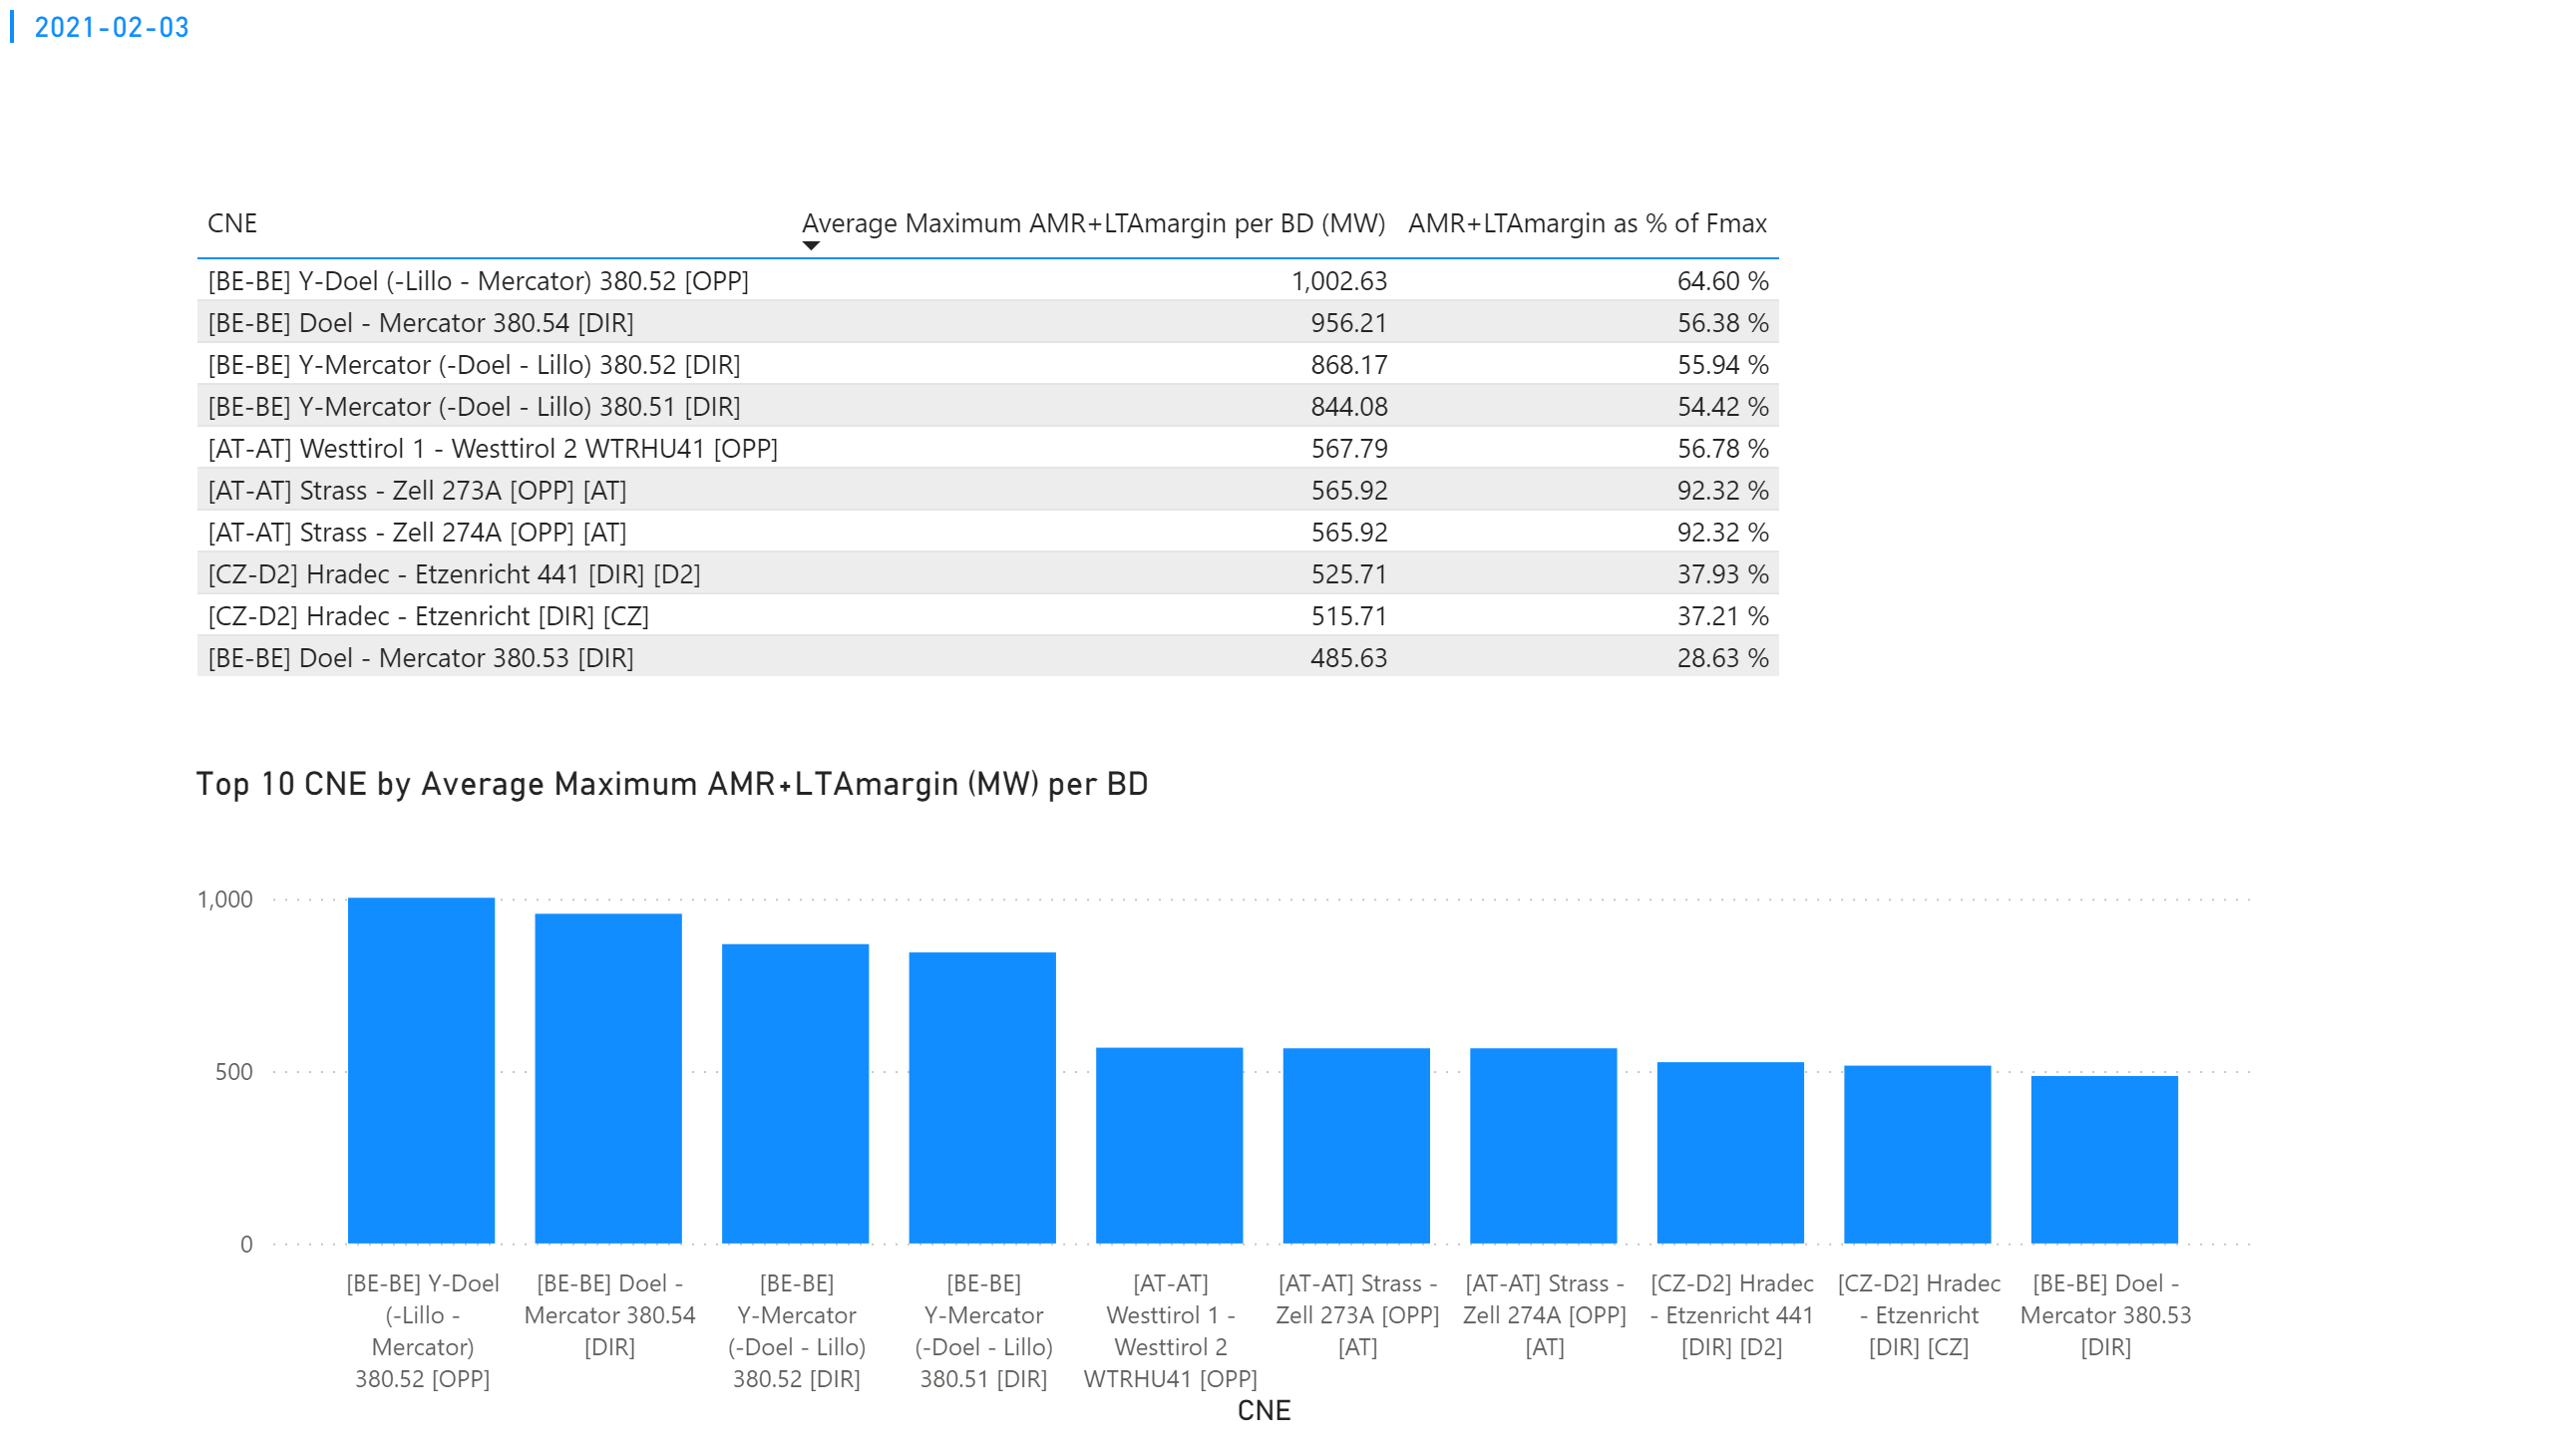 2021-02-03
CNE Average Maximum AMR+LTAmargin per BD (MW) AMR+LTAmargin as % of Fmax
[BE-BE] Y-Doel (-Lillo - Mercator) 380.52 [OPP] 1,002.63 64.60 %
[BE-BE] Doel - Mercator 380.54 [DIR] 956.21 56.38 %
[BE-BE] Y-Mercator (-Doel - Lillo) 380.52 [DIR] 868.17 55.94 %
[BE-BE] Y-Mercator (-Doel - Lillo) 380.51 [DIR] 844.08 54.42 %
[AT-AT] Westtirol 1 - Westtirol 2 WTRHU41 [OPP] 567.79 56.78 %
[AT-AT] Strass - Zell 273A [OPP] [AT] 565.92 92.32 %
[AT-AT] Strass - Zell 274A [OPP] [AT] 565.92 92.32 %
[CZ-D2] Hradec - Etzenricht 441 [DIR] [D2] 525.71 37.93 %
[CZ-D2] Hradec - Etzenricht [DIR] [CZ] 515.71 37.21 %
[BE-BE] Doel - Mercator 380.53 [DIR] 485.63 28.63 %
Top 10 CNE by Average Maximum AMR+LTAmargin (MW) per BD
1,000
500
0
[BE-BE] Y-Doel
(-Lillo -
Mercator)
380.52 [OPP]
[BE-BE] Doel -
Mercator 380.54
[DIR]
[BE-BE]
Y-Mercator
(-Doel - Lillo)
380.52 [DIR]
[BE-BE]
Y-Mercator
(-Doel - Lillo)
380.51 [DIR]
[AT-AT]
Westtirol 1 -
Westtirol 2
WTRHU41 [OPP]
[AT-AT] Strass -
Zell 273A [OPP]
[AT]
[AT-AT] Strass -
Zell 274A [OPP]
[AT]
[CZ-D2] Hradec
- Etzenricht 441
[DIR] [D2]
[CZ-D2] Hradec
- Etzenricht
[DIR] [CZ]
[BE-BE] Doel -
Mercator 380.53
[DIR]
CNE